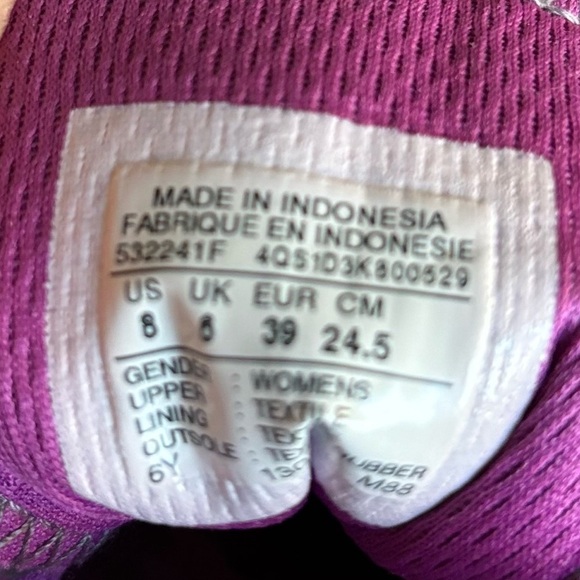 MADE IN INDONESIA
FABRIQUE EN INDONESIE
532241F 4QS1D3K800529
US UK EUR CM
8 6 39 24.5
GENDER : WOMENS
UPPER : TEXTILE
LINING :
OUTSOLE : RUBBER
6Y M38